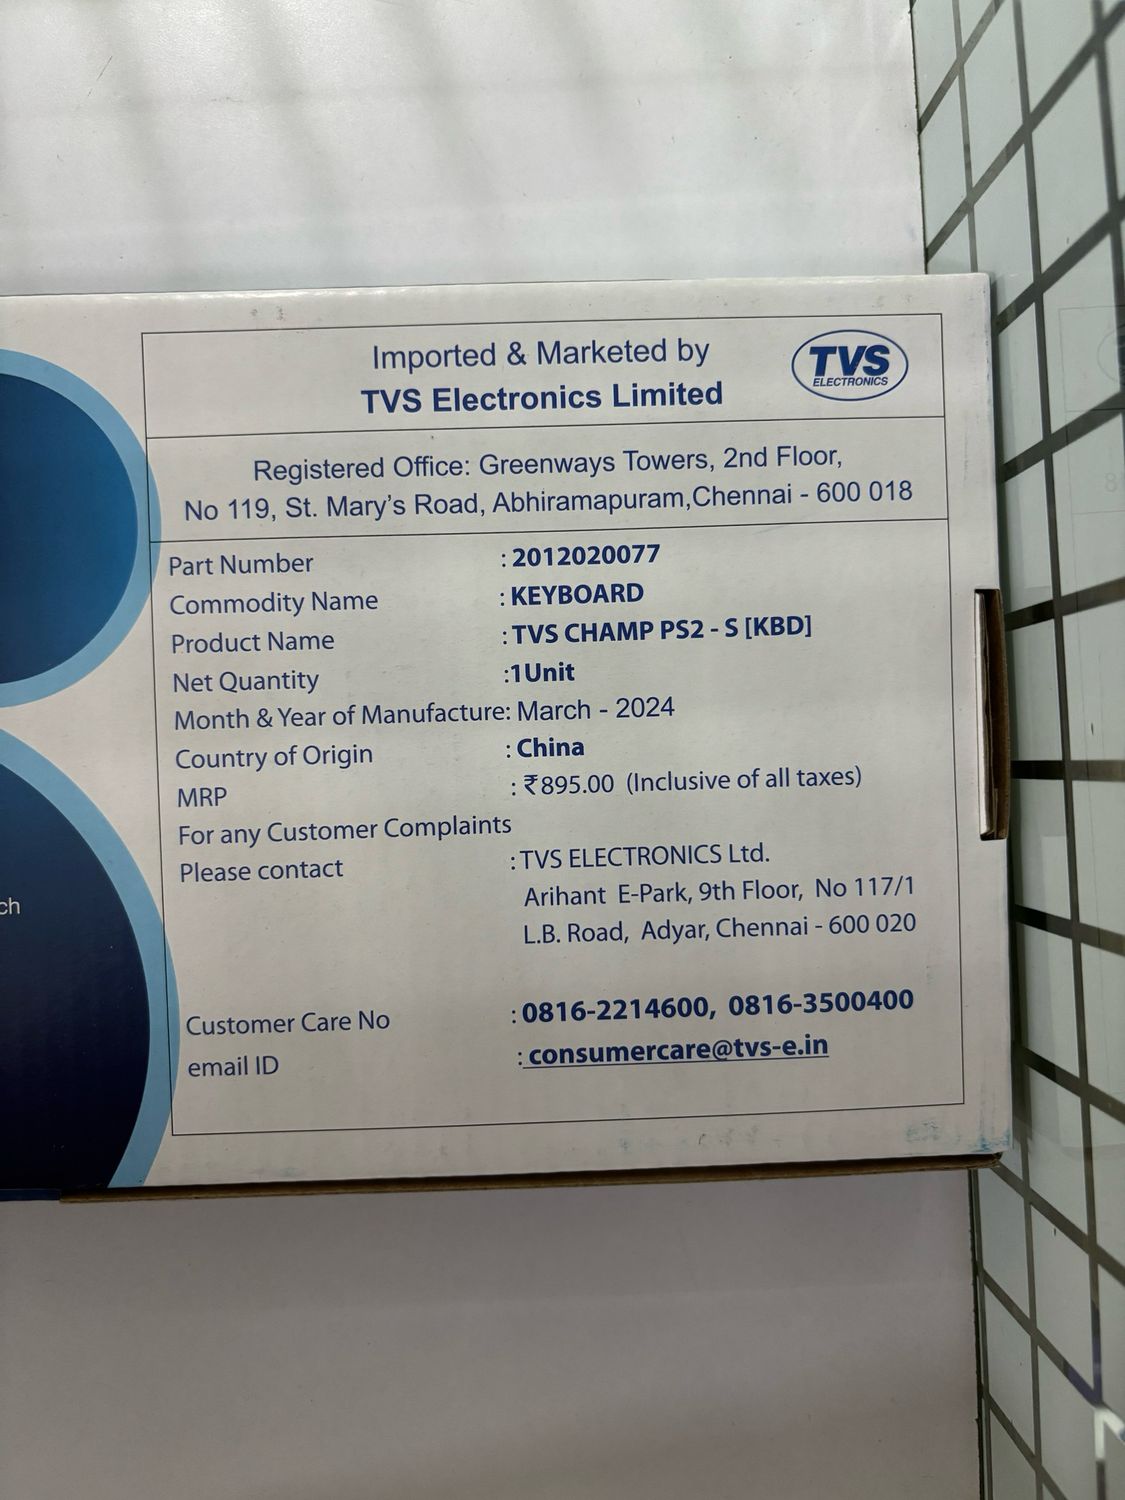 Imported & Marketed by
TVS Electronics Limited
TVS
ELECTRONICS
Registered Office: Greenways Towers, 2nd Floor,
No 119, St. Mary's Road, Abhiramapuram,Chennai - 600 018
Part Number : 2012020077
Commodity Name : KEYBOARD
Product Name : TVS CHAMP PS2 - S [KBD]
Net Quantity :1Unit
Month & Year of Manufacture: March - 2024
Country of Origin : China
MRP : ₹895.00 (Inclusive of all taxes)
For any Customer Complaints
Please contact : TVS ELECTRONICS Ltd.
Arihant E-Park, 9th Floor, No 117/1
L.B. Road, Adyar, Chennai - 600 020
ch
Customer Care No : 0816-2214600, 0816-3500400
email ID : consumercare@tvs-e.in